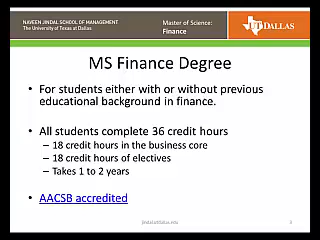 NAVEEN JINDAL SCHOOL OF MANAGEMENT
The University of Texas at Dallas
Master of Science:
Finance
UT DALLAS
MS Finance Degree
• For students either with or without previous
educational background in finance.
• All students complete 36 credit hours
– 18 credit hours in the business core
– 18 credit hours of electives
– Takes 1 to 2 years
• AACSB accredited
jindal.utdallas.edu